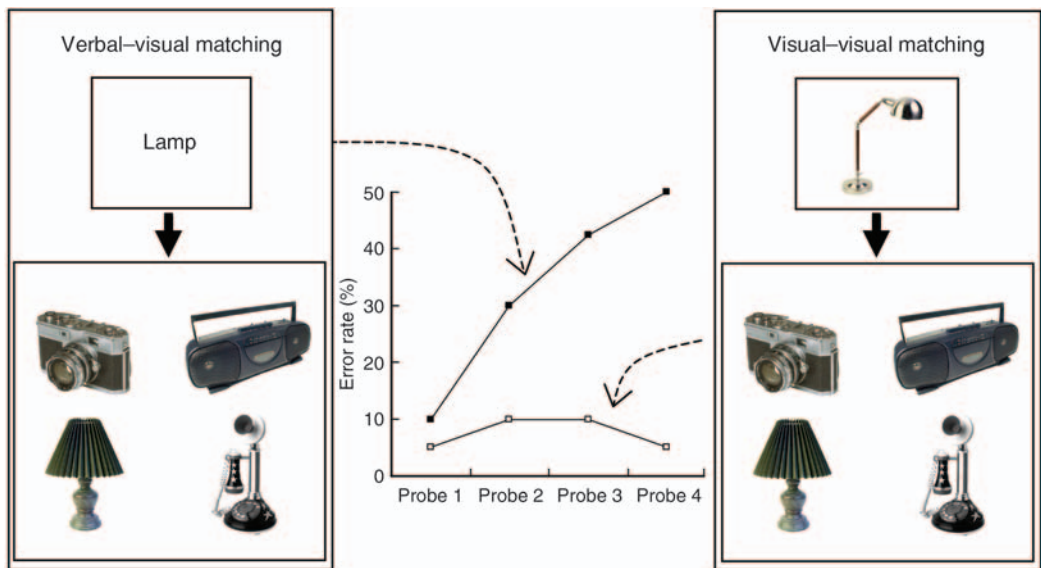 Verbal–visual matching
Lamp
Visual–visual matching
Error rate (%)
50
40
30
20
10
0
Probe 1 Probe 2 Probe 3 Probe 4